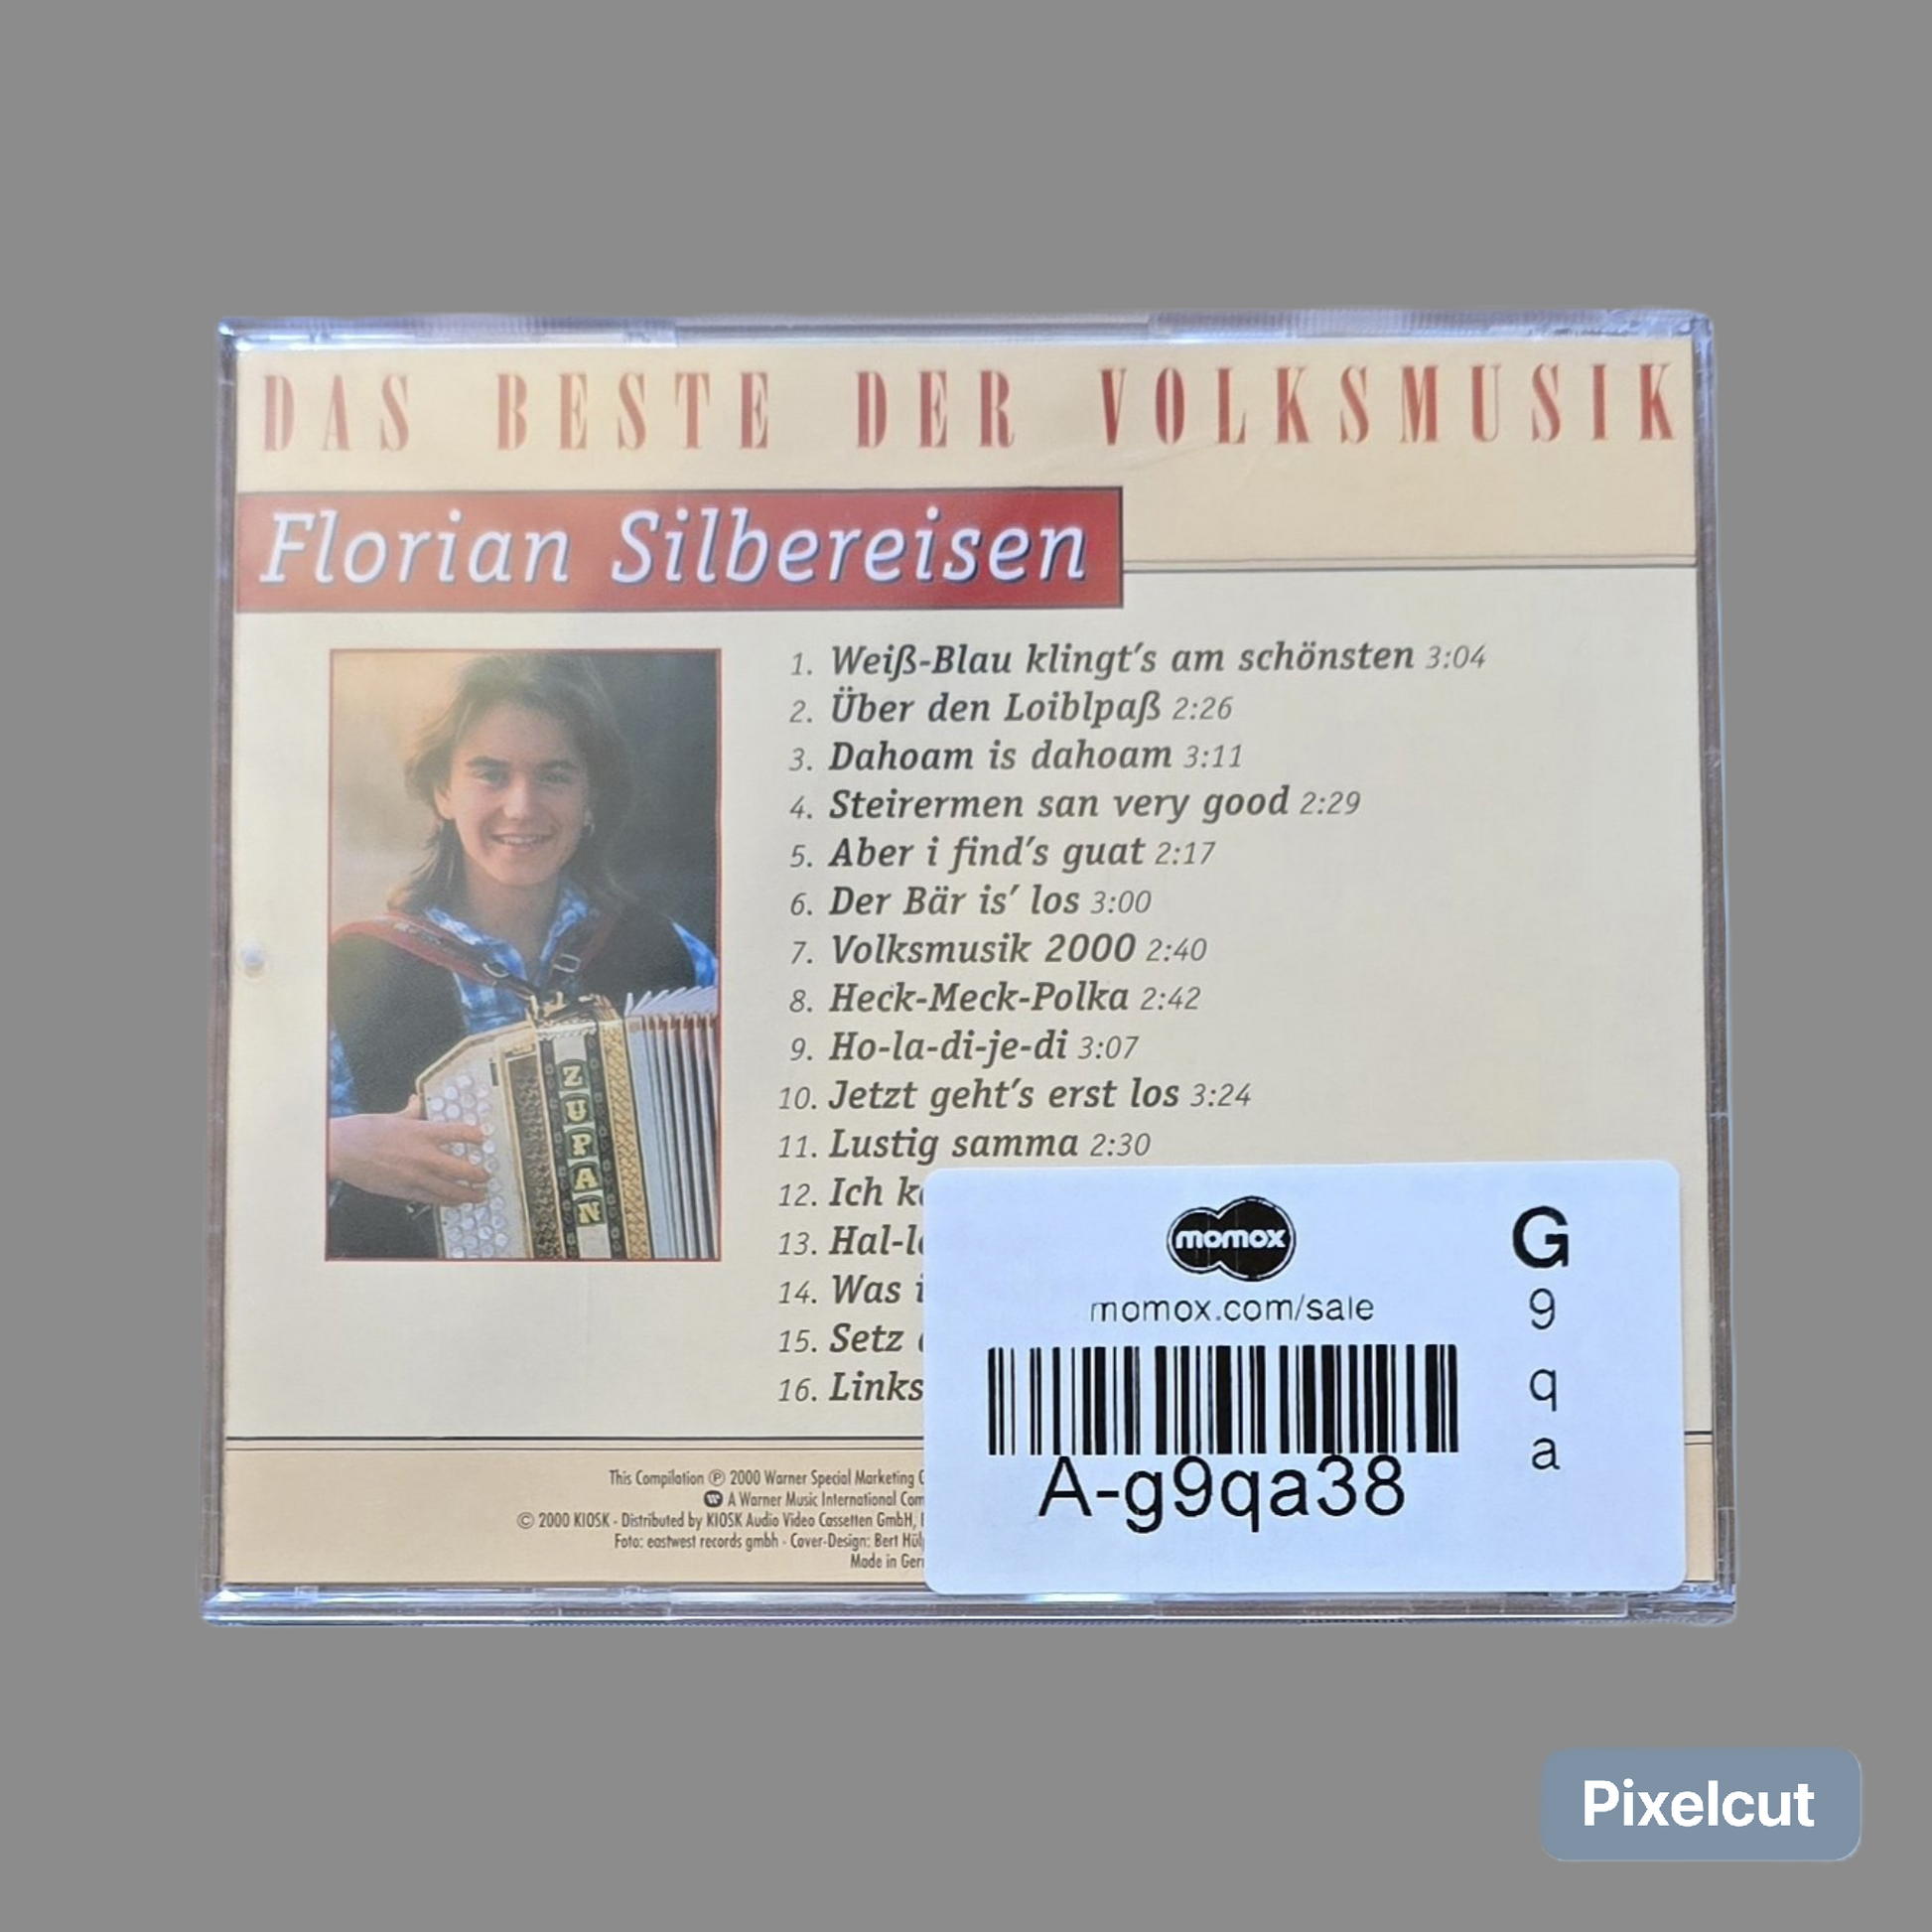 DAS BESTE DER VOLKSMUSIK
Florian Silbereisen
1. Weiß-Blau klingt's am schönsten 3:04
2. Über den Loiblpaß 2:26
3. Dahoam is dahoam 3:11
4. Steirermen san very good 2:29
5. Aber i find's guat 2:17
6. Der Bär is' los 3:00
7. Volksmusik 2000 2:40
8. Heck-Meck-Polka 2:42
9. Ho-la-di-je-di 3:07
10. Jetzt geht's erst los 3:24
11. Lustig samma 2:30
12. Ich
13.
14. Was
15. Setz
16. Links
ZUPAN
This Compilation ℗ 2000 Warner Special Marketing
A Warner Music International
© 2000 KIOSK - Distributed by KIOSK Audio Video Cassetten GmbH,
Foto: eastwest records gmbh - Cover-Design: Bert
Made in
momox
momox.com/sale
A-g9qa38
G
9
q
a
Pixelcut